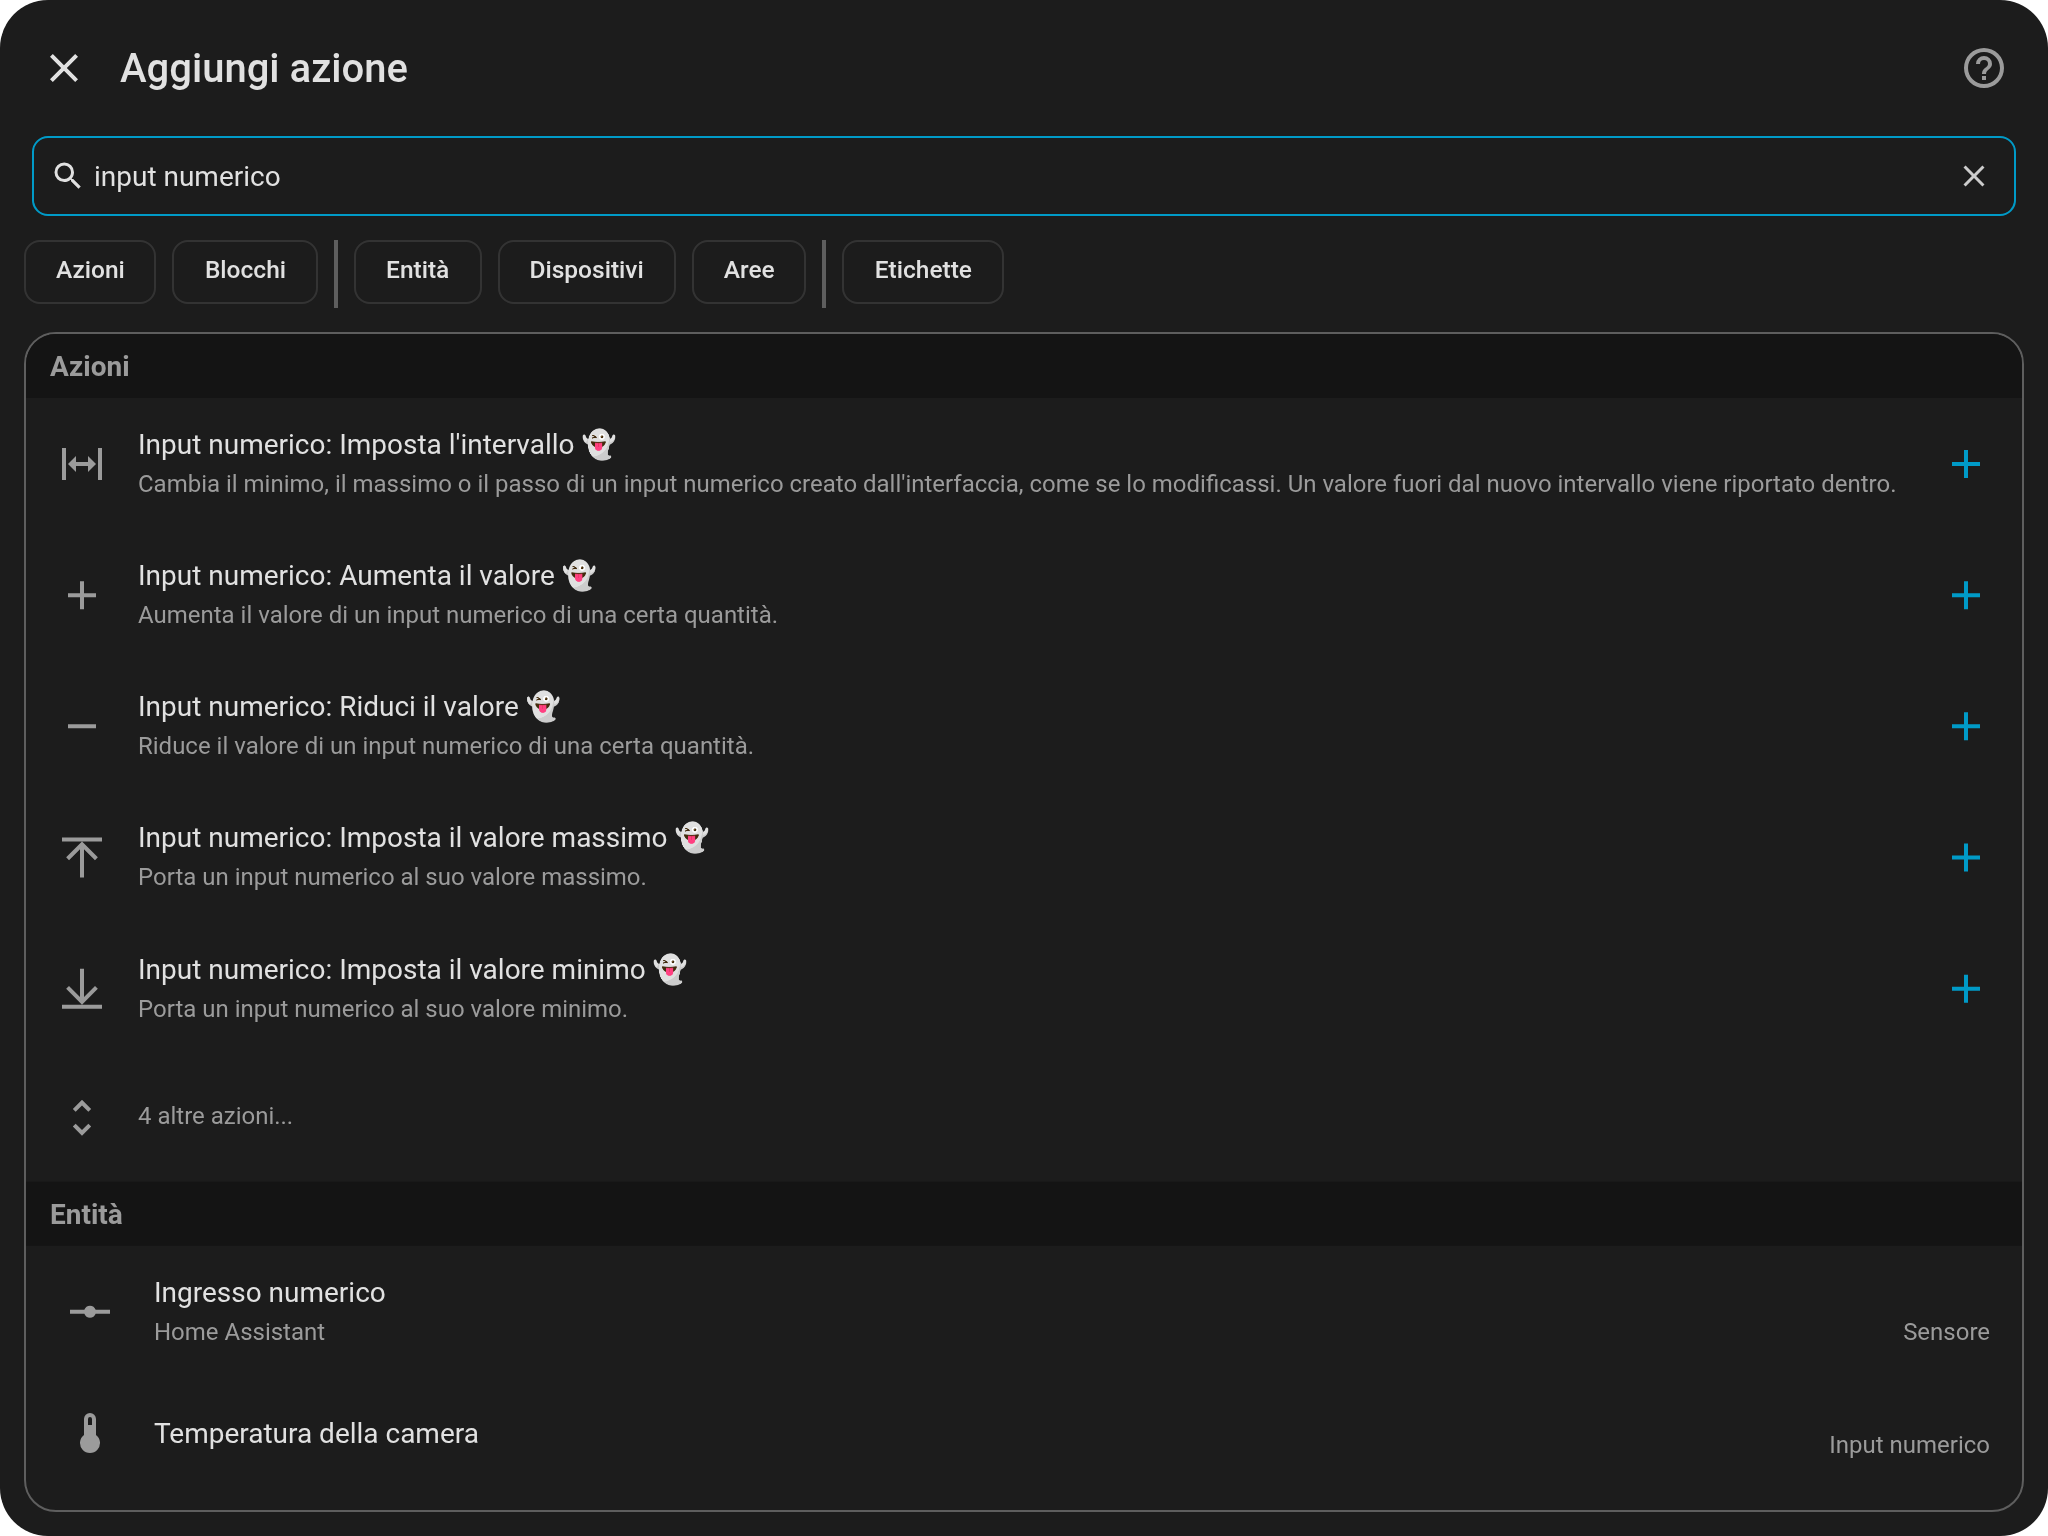 Aggiungi azione
input numerico
Azioni
Blocchi
Entità
Dispositivi
Aree
Etichette
Azioni
Input numerico: Imposta l'intervallo 👻
Cambia il minimo, il massimo o il passo di un input numerico creato dall'interfaccia, come se lo modificassi. Un valore fuori dal nuovo intervallo viene riportato dentro.
Input numerico: Aumenta il valore 👻
Aumenta il valore di un input numerico di una certa quantità.
Input numerico: Riduci il valore 👻
Riduce il valore di un input numerico di una certa quantità.
Input numerico: Imposta il valore massimo 👻
Porta un input numerico al suo valore massimo.
Input numerico: Imposta il valore minimo 👻
Porta un input numerico al suo valore minimo.
4 altre azioni...
Entità
Ingresso numerico
Home Assistant
Sensore
Temperatura della camera
Input numerico